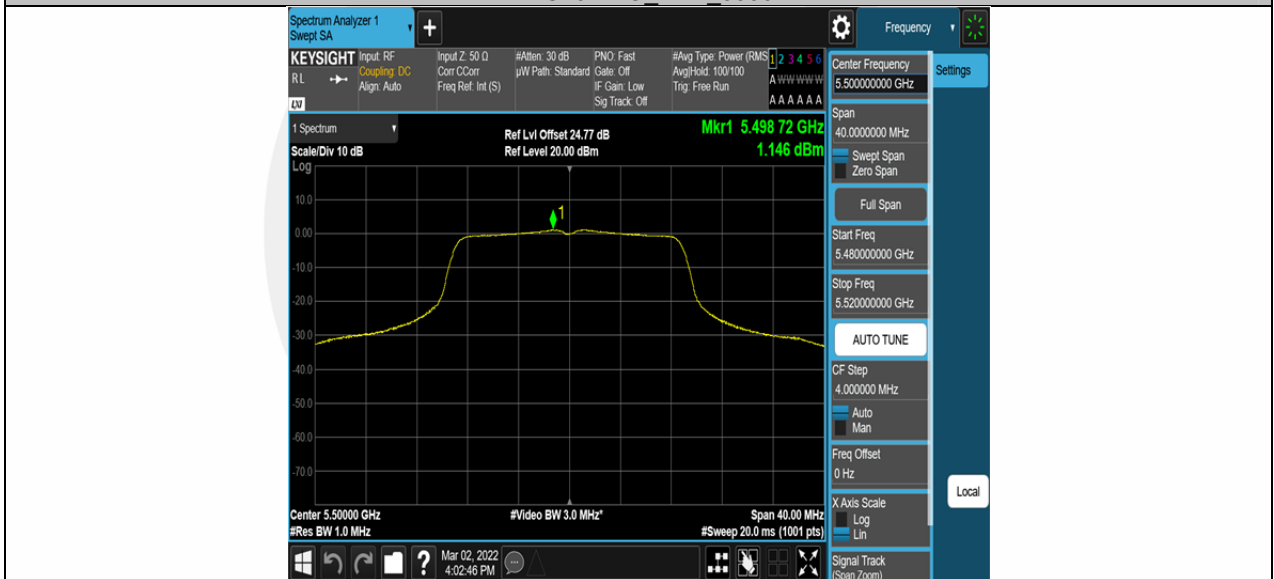 Spectrum Analyzer 1
Swept SA
+
Frequency
KEYSIGHT
RL
LXI
Input: RF
Coupling: DC
Align: Auto
Input Z: 50 Ω
Corr CCorr
Freq Ref: Int (S)
#Atten: 30 dB
µW Path: Standard
PNO: Fast
Gate: Off
IF Gain: Low
Sig Track: Off
#Avg Type: Power (RMS
Avg|Hold: 100/100
Trig: Free Run
1 2 3 4 5 6
A W W W W W
A A A A A A
1 Spectrum
Scale/Div 10 dB
Ref Lvl Offset 24.77 dB
Ref Level 20.00 dBm
Mkr1 5.498 72 GHz
1.146 dBm
Log
10.0
0.00
-10.0
-20.0
-30.0
-40.0
-50.0
-60.0
-70.0
1
Center 5.50000 GHz
#Res BW 1.0 MHz
#Video BW 3.0 MHz*
Span 40.00 MHz
#Sweep 20.0 ms (1001 pts)
?
Mar 02, 2022
4:02:46 PM
Center Frequency
5.500000000 GHz
Span
40.0000000 MHz
Swept Span
Zero Span
Full Span
Start Freq
5.480000000 GHz
Stop Freq
5.520000000 GHz
AUTO TUNE
CF Step
4.000000 MHz
Auto
Man
Freq Offset
0 Hz
X Axis Scale
Log
Lin
Signal Track
(Span Zoom)
Settings
Local